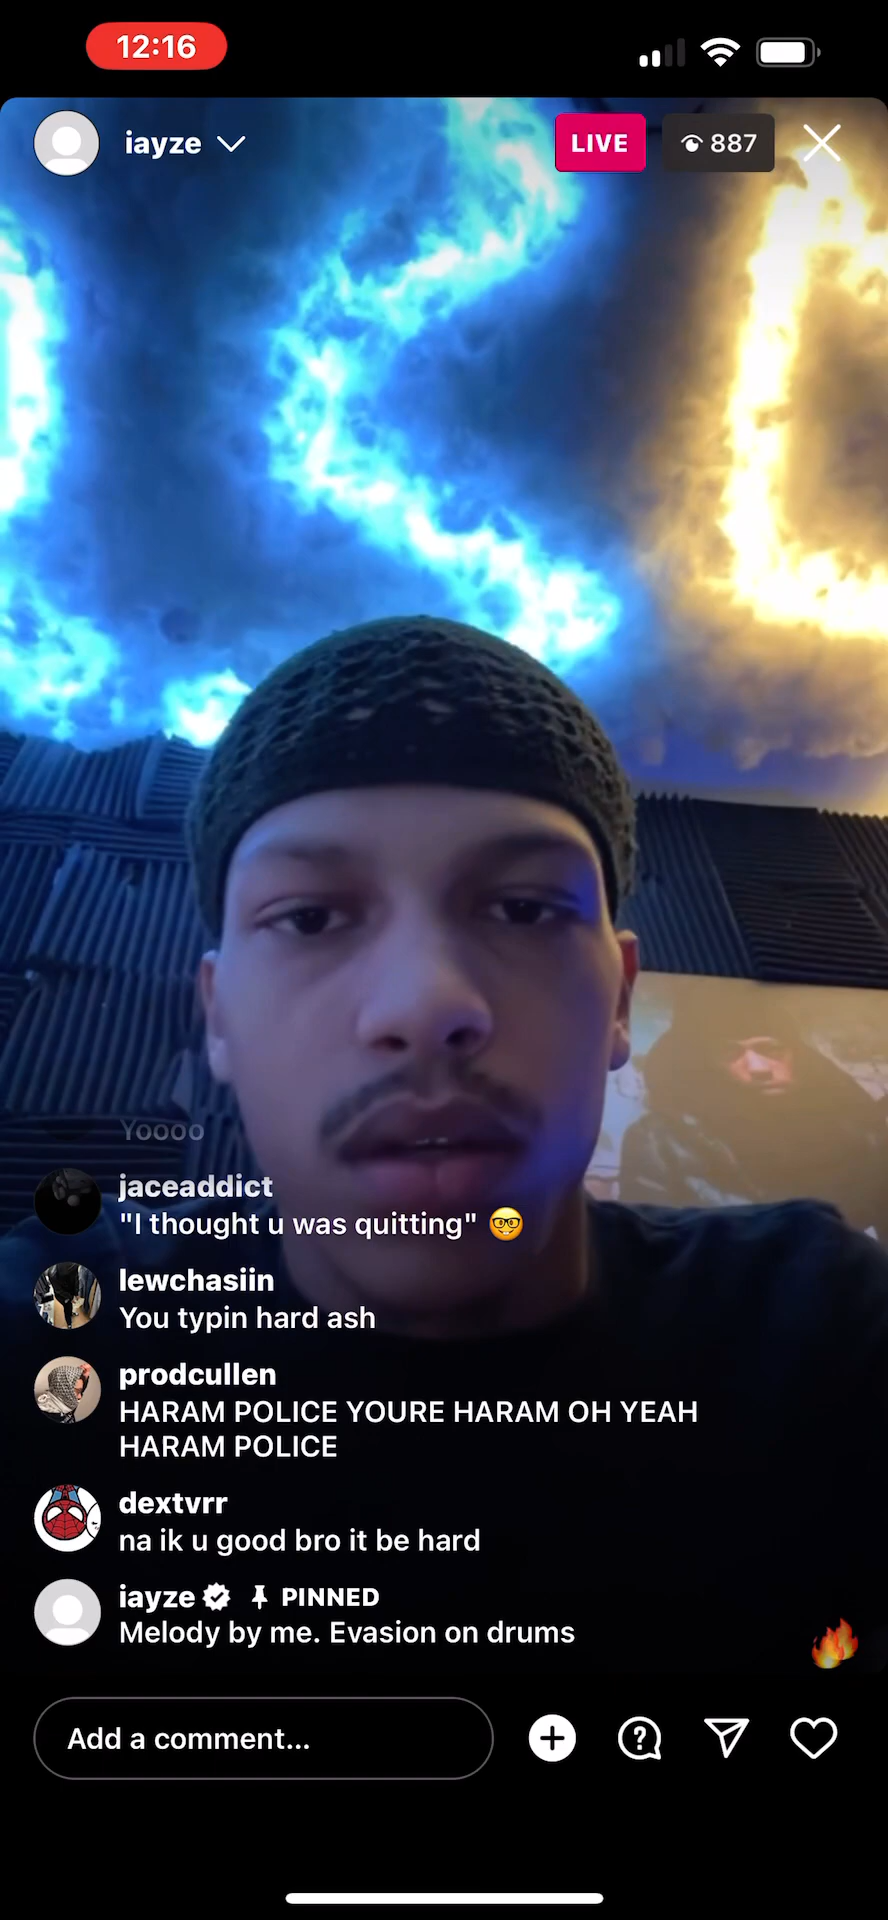 12:16
iayze
LIVE
887
Yoooo
jaceaddict
"I thought u was quitting" 🤓
lewchasiin
You typin hard ash
prodcullen
HARAM POLICE YOURE HARAM OH YEAH
HARAM POLICE
dextvrr
na ik u good bro it be hard
iayze PINNED
Melody by me. Evasion on drums
Add a comment...